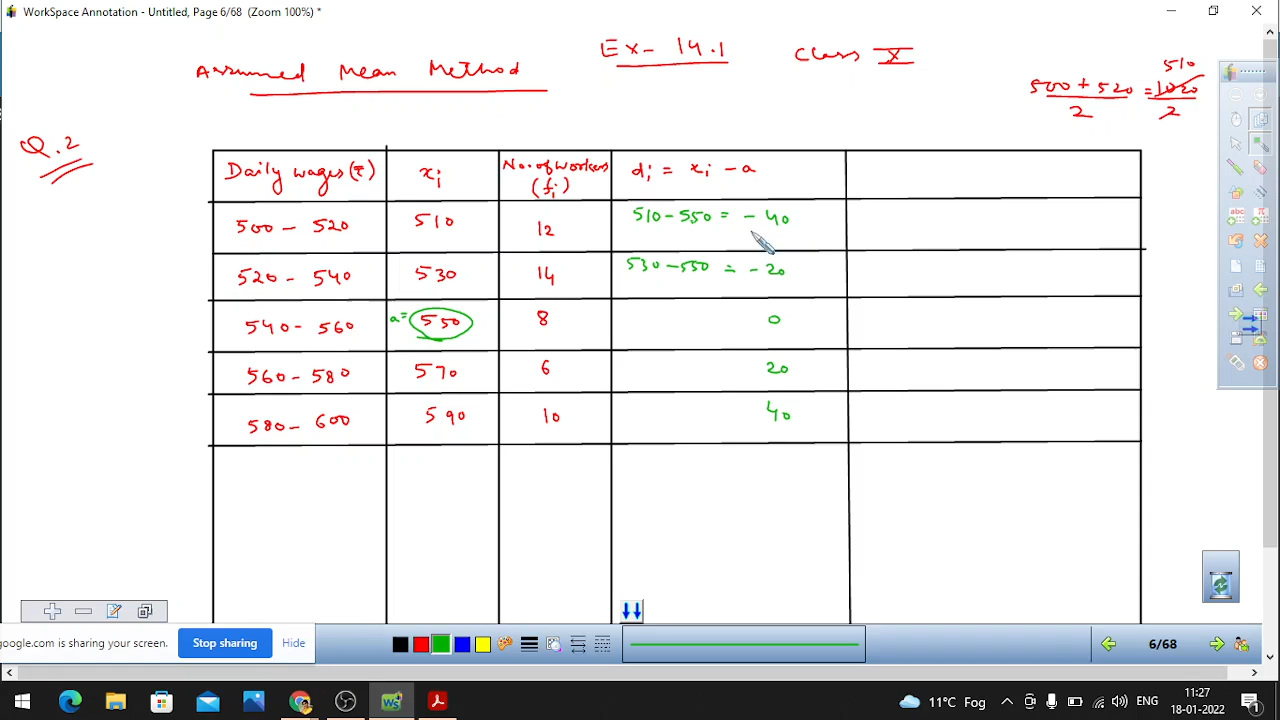 WorkSpace Annotation - Untitled, Page 6/68 (Zoom 100%) *
Ex- 14.1 Class X
Assumed Mean Method
500 + 520 / 2 = 1020 / 2 510
Q. 2
Daily wages (₹) xi No. of workers (fi) di = xi - a
500 - 520 510 12 510-550 = - 40
520 - 540 530 14 530-550 = - 20
540 - 560 a= 550 8 0
560 - 580 570 6 20
580 - 600 590 10 40
google.com is sharing your screen. Stop sharing Hide
6/68
11°C Fog ENG 11:27
18-01-2022